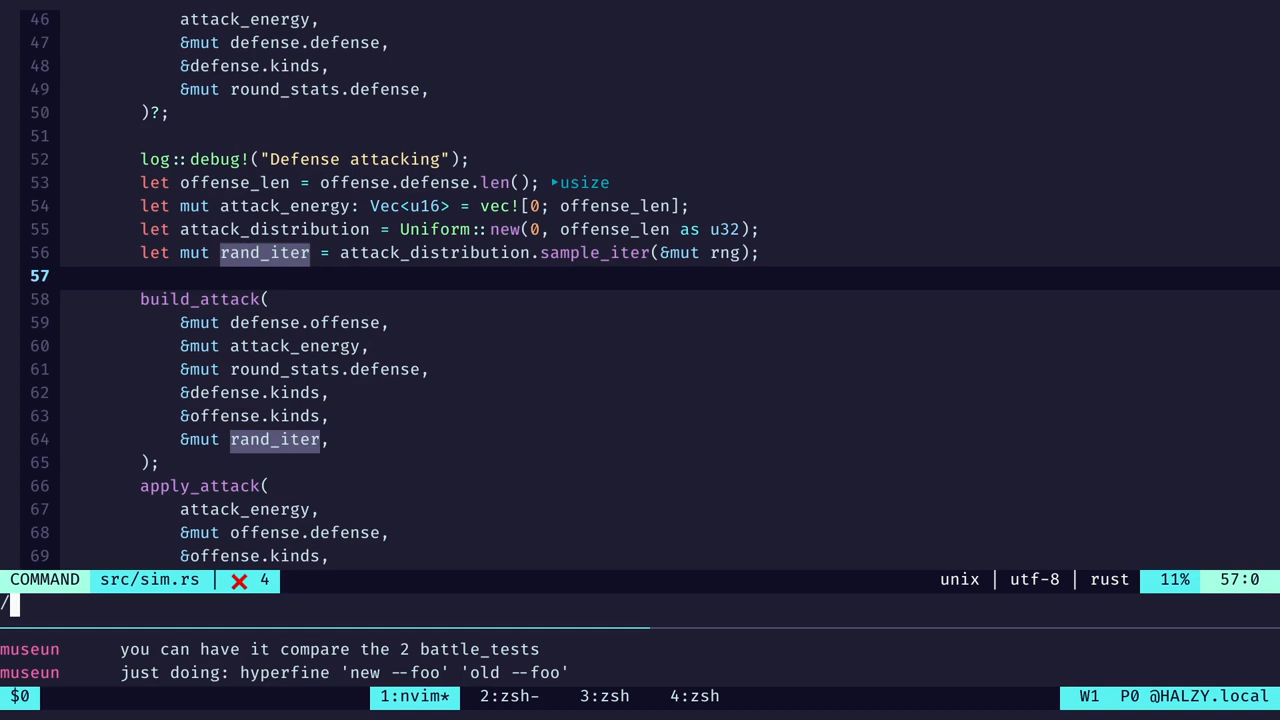 46            attack_energy,
47            &mut defense.defense,
48            &defense.kinds,
49            &mut round_stats.defense,
50        )?;
51
52        log::debug!("Defense attacking");
53        let offense_len = offense.defense.len(); ▸usize
54        let mut attack_energy: Vec<u16> = vec![0; offense_len];
55        let attack_distribution = Uniform::new(0, offense_len as u32);
56        let mut rand_iter = attack_distribution.sample_iter(&mut rng);
57
58        build_attack(
59            &mut defense.offense,
60            &mut attack_energy,
61            &mut round_stats.defense,
62            &defense.kinds,
63            &offense.kinds,
64            &mut rand_iter,
65        );
66        apply_attack(
67            attack_energy,
68            &mut offense.defense,
69            &offense.kinds,
COMMAND src/sim.rs | ❌ 4 unix | utf-8 | rust 11% 57:0
/
museun you can have it compare the 2 battle_tests
museun just doing: hyperfine 'new --foo' 'old --foo'
$0 1:nvim* 2:zsh- 3:zsh 4:zsh W1 P0 @HALZY.local